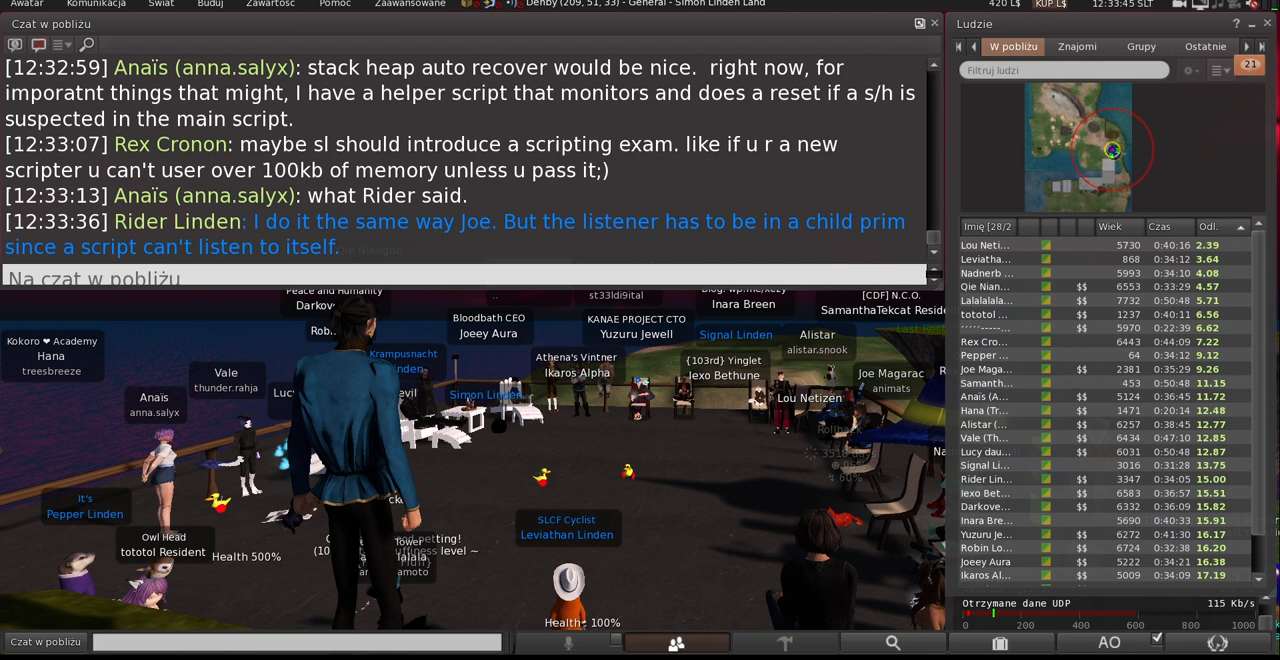 Awatar Komunikacja Świat Buduj Zawartość Pomoc Zaawansowane Denby (209, 51, 33) - General - Simon Linden Land 420 L$ KUP L$ 12:33:45 SLT
Czat w pobliżu
[12:32:59] Anaïs (anna.salyx): stack heap auto recover would be nice.  right now, for
imporatnt things that might, I have a helper script that monitors and does a reset if a s/h is
suspected in the main script.
[12:33:07] Rex Cronon: maybe sl should introduce a scripting exam. like if u r a new
scripter u can't user over 100kb of memory unless u pass it;)
[12:33:13] Anaïs (anna.salyx): what Rider said.
[12:33:36] Rider Linden: I do it the same way Joe. But the listener has to be in a child prim
since a script can't listen to itself.
Na czat w pobliżu
Peace and Humanity
Darkov
Rob
st33ldi9ital
Inara Breen
[CDF] N.C.O.
SamanthaTekcat Reside
Bloodbath CEO
Joeey Aura
KANAE PROJECT CTO
Yuzuru Jewell
Signal Linden
Alistar
alistar.snook
Kokoro ❤ Academy
Hana
treesbreeze
Krampusnacht
Athena's Vintner
Ikaros Alpha
{103rd} Yinglet
Iexo Bethune
Joe Magarac
animats
Vale
thunder.rahja
Lucy
evil
Simon Linden
Lou Netizen
Anaïs
anna.salyx
3518 days
It's
Pepper Linden
SLCF Cyclist
Leviathan Linden
Owl Head
tototol Resident
Health 500%
Tower
lalala
amoto
Health: 100%
Czat w pobliżu
Ludzie
W pobliżu Znajomi Grupy Ostatnie
Filtruj ludzi
21
Imię [28/2 Wiek Czas Odl.
Lou Neti... 5730 0:40:16 2.39
Leviatha... 868 0:34:12 3.64
Nadnerb ... 5993 0:34:10 4.08
Qie Nian... $$ 6553 0:33:29 4.57
Lalalalala... $$ 7732 0:50:48 5.71
tototol ... $$ 1237 0:40:11 6.56
$$ 5970 0:22:39 6.62
Rex Cro... 6443 0:44:09 7.22
Pepper ... 64 0:34:12 9.12
Joe Maga... $$ 2381 0:35:29 9.26
Samanth... 453 0:50:48 11.15
Anaïs (A... $$ 5124 0:36:45 11.72
Hana (Tr... $$ 1471 0:20:14 12.48
Alistar (... $$ 6257 0:38:45 12.77
Vale (Th... $$ 6434 0:47:10 12.85
Lucy dau... $$ 6031 0:50:48 12.87
Signal Li... 3016 0:31:28 13.75
Rider Lin... $$ 3347 0:34:05 15.00
Iexo Bet... $$ 6583 0:36:57 15.51
Darkove... $$ 6332 0:36:09 15.82
Inara Bre... 5690 0:40:33 15.91
Yuzuru Je... $$ 6272 0:41:30 16.17
Robin Lo... $$ 6724 0:32:38 16.20
Joeey Aura $$ 5222 0:34:21 16.38
Ikaros Al... $$ 5009 0:34:09 17.19
Otrzymane dane UDP 115 Kb/s
0 200 400 600 800 1000
AO